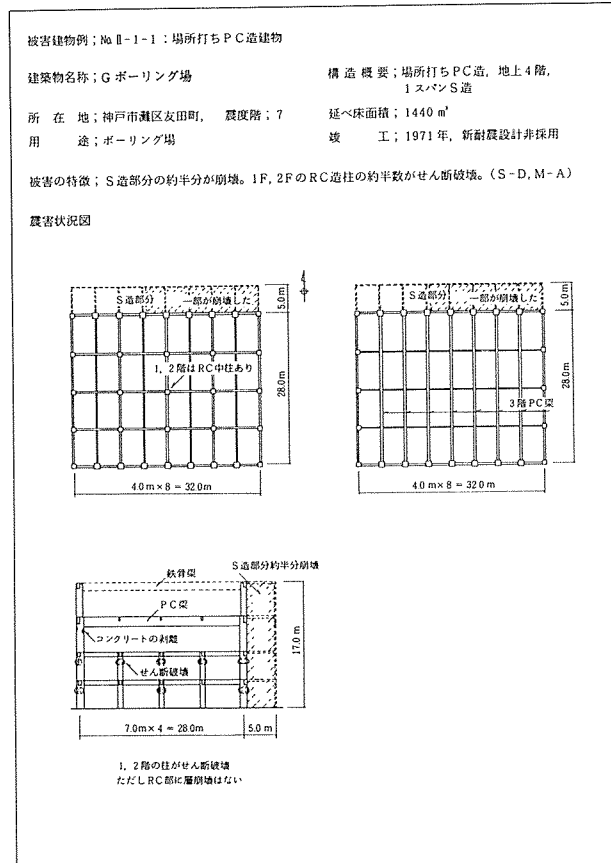 被害建物例；No.Ⅱ-1-1：場所打ちPC造建物
建築物名称；Gボーリング場
構造概要；場所打ちPC造，地上4階，
1スパンS造
所在地；神戸市灘区友田町，震度階；7
延べ床面積；1440㎡
用途；ボーリング場
竣工；1971年，新耐震設計非採用
被害の特徴；S造部分の約半分が崩壊。1F, 2FのRC造柱の約半数がせん断破壊。(S-D, M-A)
震害状況図
S造部分
一部が崩壊した
5.0m
1, 2階はRC中柱あり
28.0m
4.0m×8＝32.0m
S造部分
一部が崩壊した
5.0m
28.0m
3階PC梁
4.0m×8＝32.0m
S造部分約半分崩壊
鉄骨梁
PC梁
コンクリートの剥離
せん断破壊
17.0m
7.0m×4＝28.0m
5.0m
1, 2階の柱がせん断破壊
ただしRC部に層崩壊はない